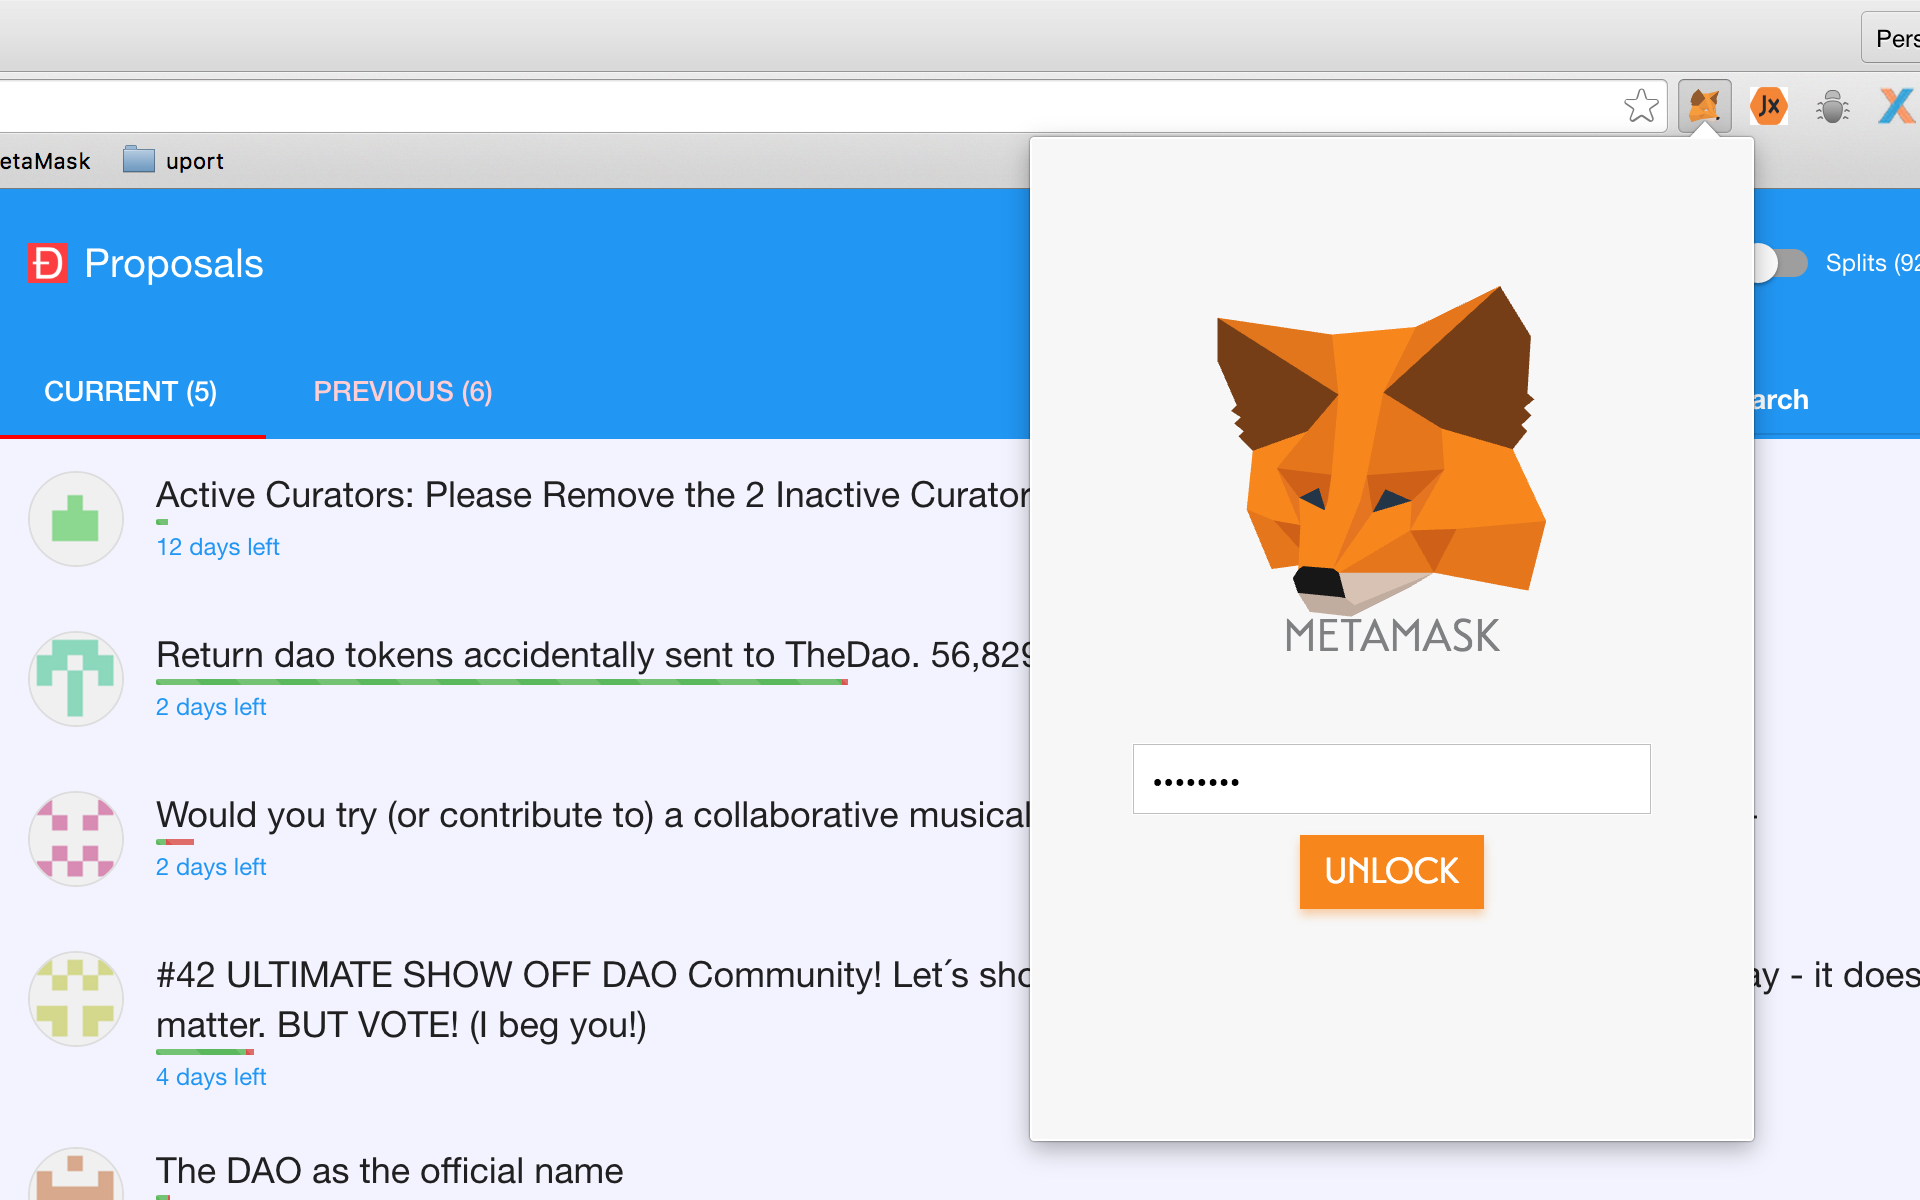 Pers
Jx
etaMask
uport
Đ Proposals
Splits (92
CURRENT (5)
PREVIOUS (6)
arch
Active Curators: Please Remove the 2 Inactive Curator
12 days left
Return dao tokens accidentally sent to TheDao. 56,829
2 days left
Would you try (or contribute to) a collaborative musical
2 days left
#42 ULTIMATE SHOW OFF DAO Community! Let´s sho
ay - it does
matter. BUT VOTE! (I beg you!)
4 days left
The DAO as the official name
METAMASK
••••••••
UNLOCK